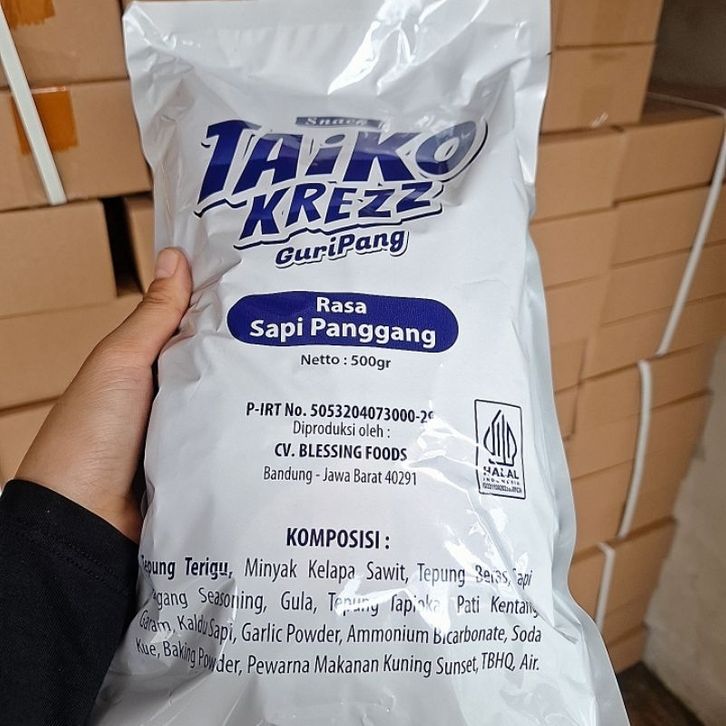 Snack
TAiKO
KREZZ
GuriPang
Rasa
Sapi Panggang
Netto : 500gr
P-IRT No. 5053204073000-29
Diproduksi oleh :
CV. BLESSING FOODS
Bandung - Jawa Barat 40291
HALAL
INDONESIA
KOMPOSISI :
Tepung Terigu, Minyak Kelapa Sawit, Tepung Beras, Sapi
Seasoning, Gula, Tepung Tapioka, Pati Kentang
Garam, Kaldu Sapi, Garlic Powder, Ammonium Bicarbonate, Soda
Kue, Baking Powder, Pewarna Makanan Kuning Sunset, TBHQ, Air.